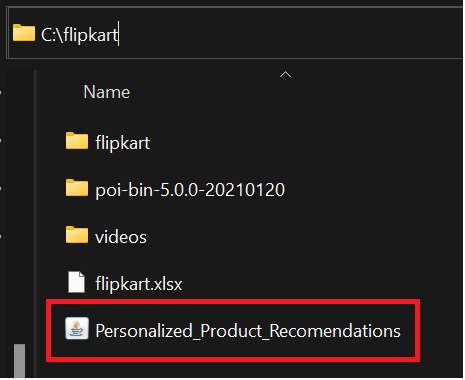 C:\flipkart
Name
flipkart
poi-bin-5.0.0-20210120
videos
flipkart.xlsx
Personalized_Product_Recomendations